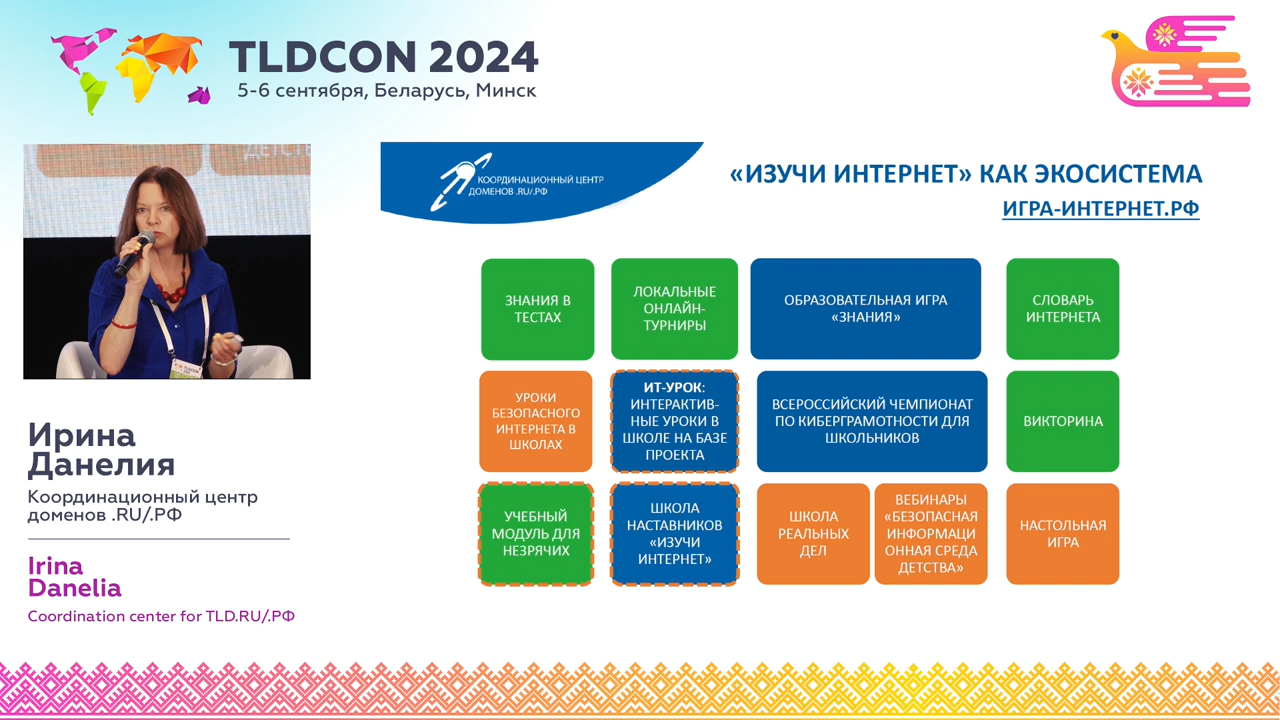 TLDCON 2024
5-6 сентября, Беларусь, Минск
ДЕТСТВ
КООРДИНАЦИОННЫЙ ЦЕНТР
ДОМЕНОВ .RU/.РФ
«ИЗУЧИ ИНТЕРНЕТ» КАК ЭКОСИСТЕМА
ИГРА-ИНТЕРНЕТ.РФ
ЗНАНИЯ В
ТЕСТАХ
ЛОКАЛЬНЫЕ
ОНЛАЙН-
ТУРНИРЫ
ОБРАЗОВАТЕЛЬНАЯ ИГРА
«ЗНАНИЯ»
СЛОВАРЬ
ИНТЕРНЕТА
УРОКИ
БЕЗОПАСНОГО
ИНТЕРНЕТА В
ШКОЛАХ
ИТ-УРОК:
ИНТЕРАКТИВ-
НЫЕ УРОКИ В
ШКОЛЕ НА БАЗЕ
ПРОЕКТА
ВСЕРОССИЙСКИЙ ЧЕМПИОНАТ
ПО КИБЕРГРАМОТНОСТИ ДЛЯ
ШКОЛЬНИКОВ
ВИКТОРИНА
УЧЕБНЫЙ
МОДУЛЬ ДЛЯ
НЕЗРЯЧИХ
ШКОЛА
НАСТАВНИКОВ
«ИЗУЧИ
ИНТЕРНЕТ»
ШКОЛА
РЕАЛЬНЫХ
ДЕЛ
ВЕБИНАРЫ
«БЕЗОПАСНАЯ
ИНФОРМАЦИ
ОННАЯ СРЕДА
ДЕТСТВА»
НАСТОЛЬНАЯ
ИГРА
Ирина
Данелия
Координационный центр
доменов .RU/.РФ
Irina
Danelia
Coordination center for TLD.RU/.РФ